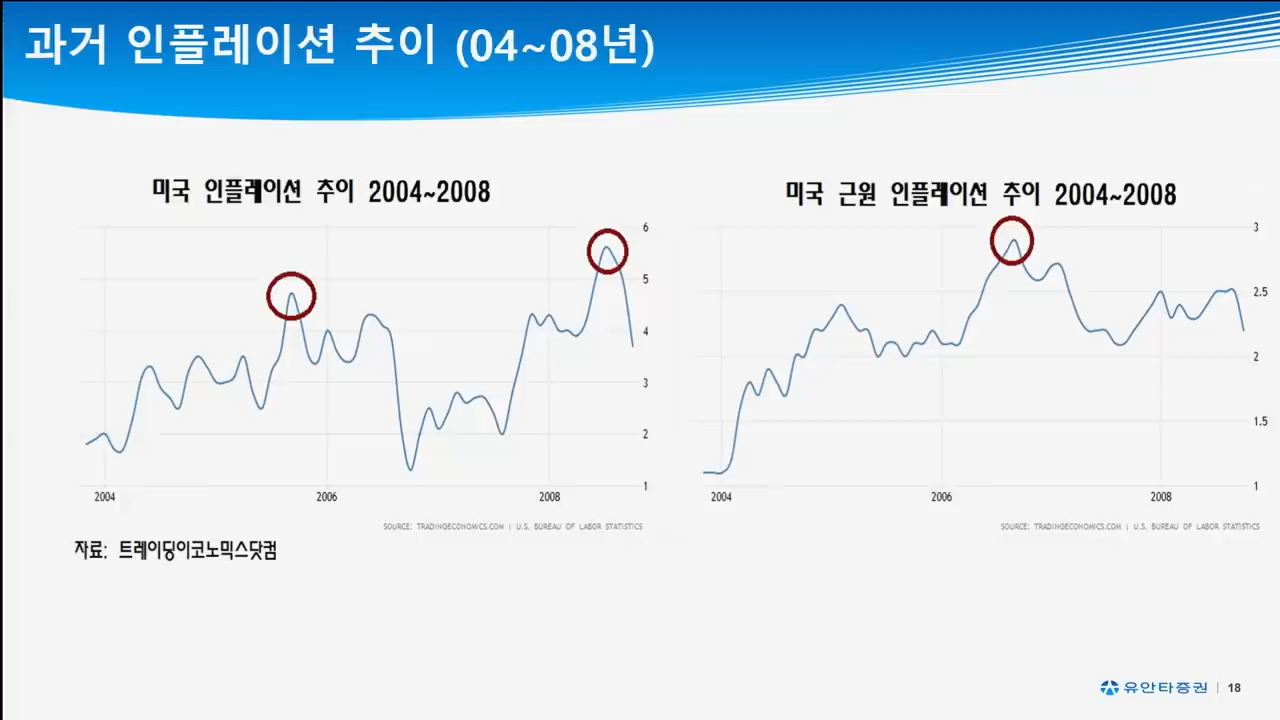 과거 인플레이션 추이 (04~08년)
미국 인플레이션 추이 2004~2008
6
5
4
3
2
1
2004 2006 2008
SOURCE: TRADINGECONOMICS.COM | U.S. BUREAU OF LABOR STATISTICS
자료: 트레이딩이코노믹스닷컴
미국 근원 인플레이션 추이 2004~2008
3
2.5
2
1.5
1
2004 2006 2008
SOURCE: TRADINGECONOMICS.COM | U.S. BUREAU OF LABOR STATISTICS
유안타증권 | 18